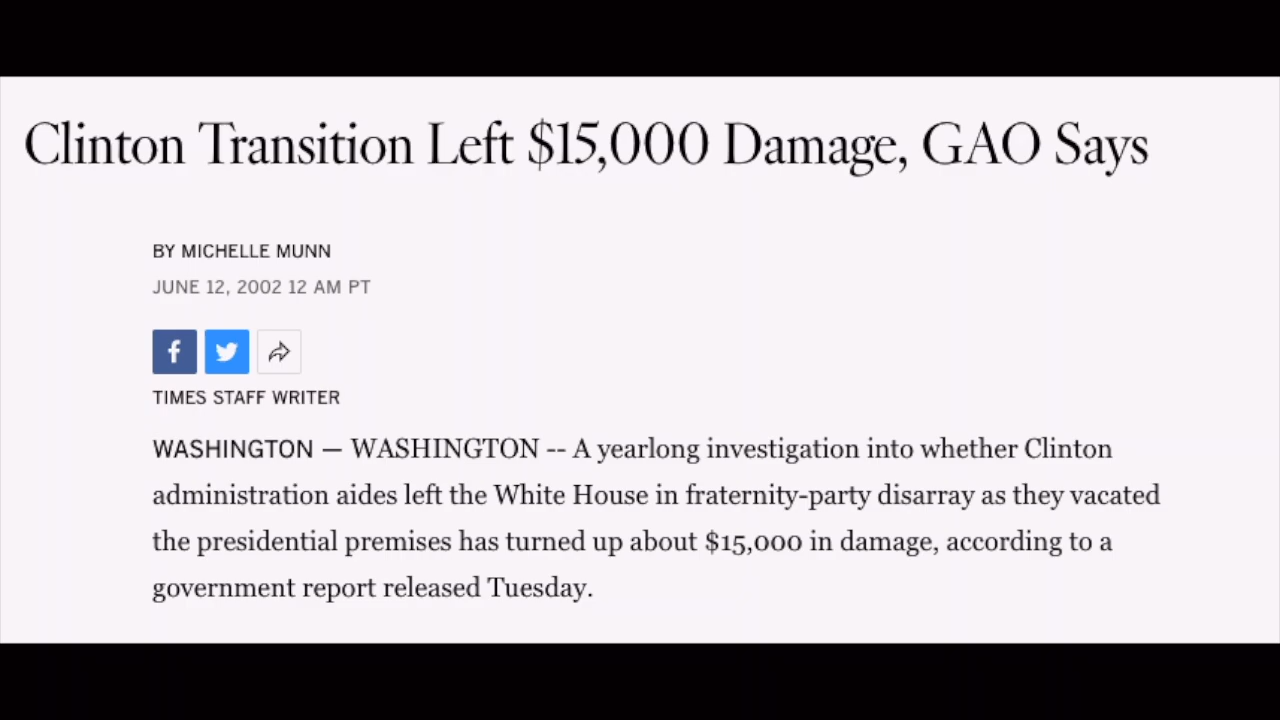 Clinton Transition Left $15,000 Damage, GAO Says
BY MICHELLE MUNN
JUNE 12, 2002 12 AM PT
TIMES STAFF WRITER
WASHINGTON — WASHINGTON -- A yearlong investigation into whether Clinton
administration aides left the White House in fraternity-party disarray as they vacated
the presidential premises has turned up about $15,000 in damage, according to a
government report released Tuesday.